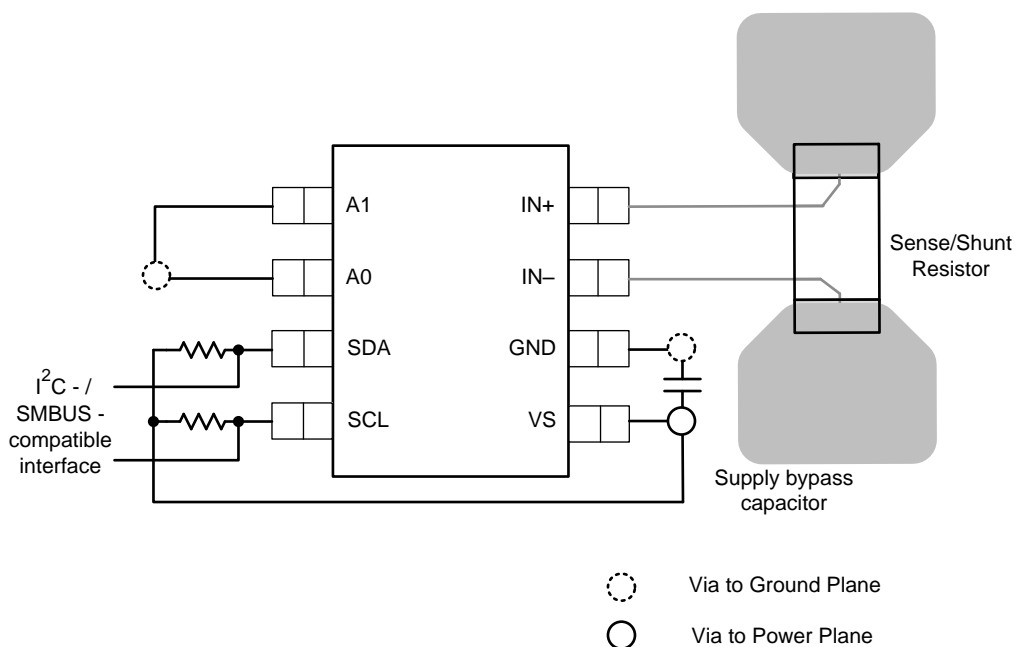 A1
IN+
A0
IN–
SDA
GND
SCL
VS
Sense/Shunt
Resistor
I²C - /
SMBUS -
compatible
interface
Supply bypass
capacitor
Via to Ground Plane
Via to Power Plane